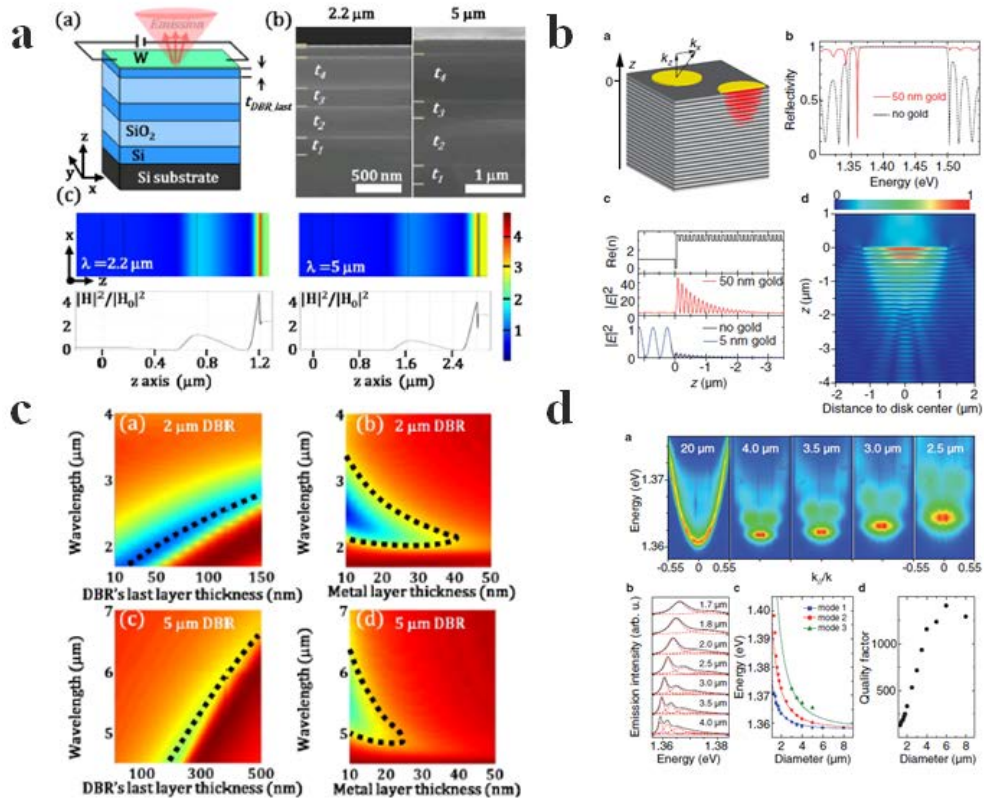 a
(a)
Emission
W
t_DBR_last
SiO₂
Si
Si substrate
z
y
x
(b)
2.2 μm
5 μm
t₄
t₃
t₂
t₁
500 nm
t₄
t₃
t₂
t₁
1 μm
(c)
x
z
λ=2.2 μm
λ=5 μm
4
3
2
1
0
|H|²/|H₀|²
4
2
0
0 0.4 0.8 1.2
z axis (μm)
|H|²/|H₀|²
4
2
0
0 0.8 1.6 2.4
z axis (μm)
b
a
z
0
k_z
k_x
b
Reflectivity
1
0.5
0
50 nm gold
no gold
1.35 1.40 1.45 1.50
Energy (eV)
c
Re(n)
4
2
0
|E|²
40
20
0
50 nm gold
|E|²
1
0
no gold
5 nm gold
0 -1 -2 -3
z (μm)
d
0 1
z (μm)
1
0
-1
-2
-3
-4
-2 -1 0 1 2
Distance to disk center (μm)
c
(a) 2 μm DBR
Wavelength (μm)
4
3
2
10 50 100 150
DBR's last layer thickness (nm)
(b) 2 μm DBR
Wavelength (μm)
4
3
2
10 20 30 40 50
Metal layer thickness (nm)
(c) 5 μm DBR
Wavelength (μm)
7
6
5
100 300 500
DBR's last layer thickness (nm)
(d) 5 μm DBR
Wavelength (μm)
7
6
5
10 20 30 40 50
Metal layer thickness (nm)
d
a
20 μm
4.0 μm
3.5 μm
3.0 μm
2.5 μm
Energy (eV)
1.37
1.36
-0.55 0 0.55
-0.55 0 0.55
b
Emission intensity (arb. u.)
1.7 μm
1.8 μm
2.0 μm
2.5 μm
3.0 μm
3.5 μm
4.0 μm
1.36 1.38
Energy (eV)
c
Energy (eV)
1.40
1.39
1.38
1.37
1.36
mode 1
mode 2
mode 3
2 4 6 8
Diameter (μm)
d
Quality factor
1000
500
2 4 6 8
Diameter (μm)